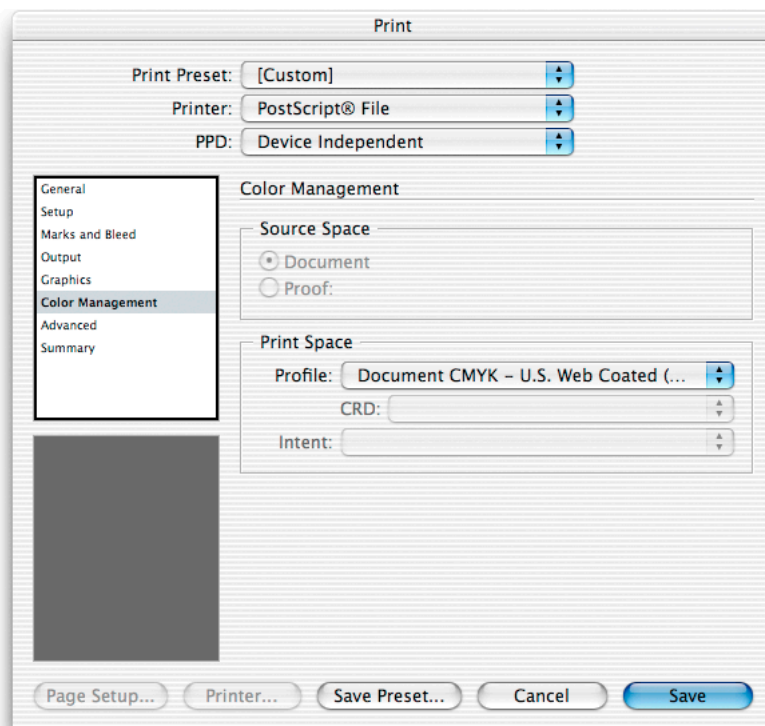 Print
Print Preset: [Custom]
Printer: PostScript® File
PPD: Device Independent
General
Setup
Marks and Bleed
Output
Graphics
Color Management
Advanced
Summary
Color Management
Source Space
Document
Proof:
Print Space
Profile: Document CMYK – U.S. Web Coated (...
CRD:
Intent:
Page Setup... Printer... Save Preset... Cancel Save